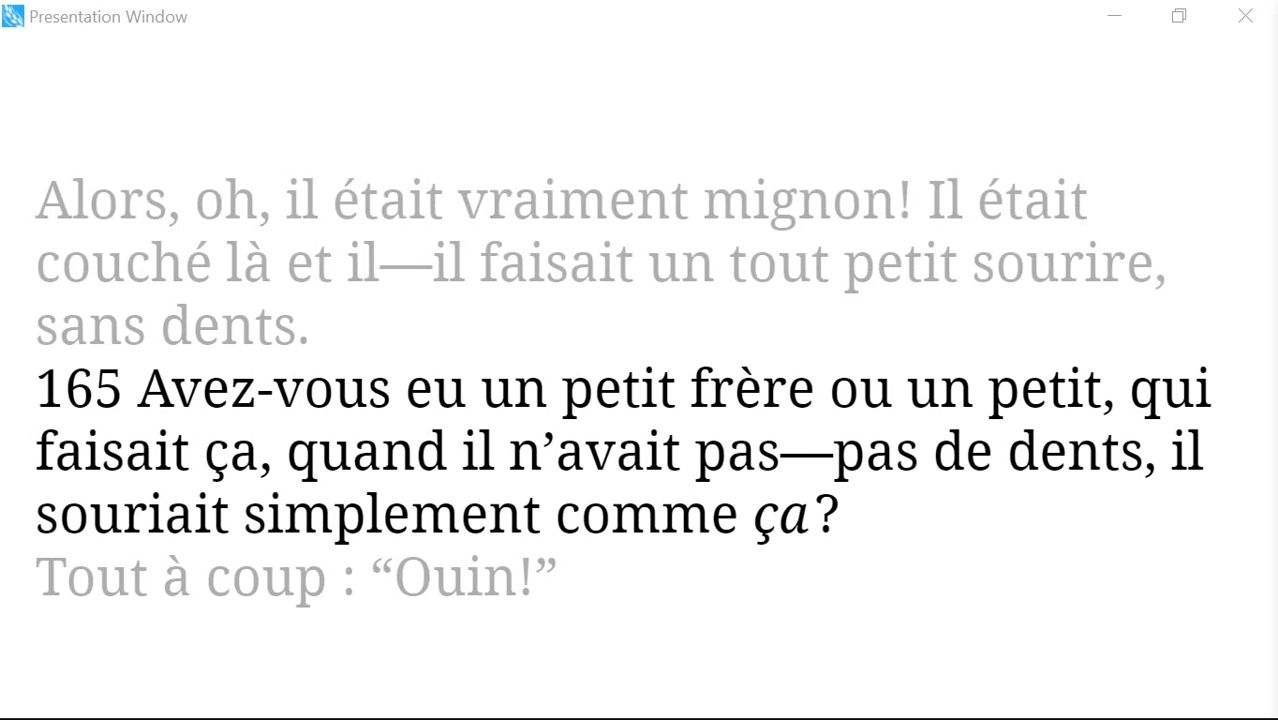 Presentation Window
Alors, oh, il était vraiment mignon! Il était
couché là et il—il faisait un tout petit sourire,
sans dents.
165 Avez-vous eu un petit frère ou un petit, qui
faisait ça, quand il n’avait pas—pas de dents, il
souriait simplement comme ça?
Tout à coup : “Ouin!”